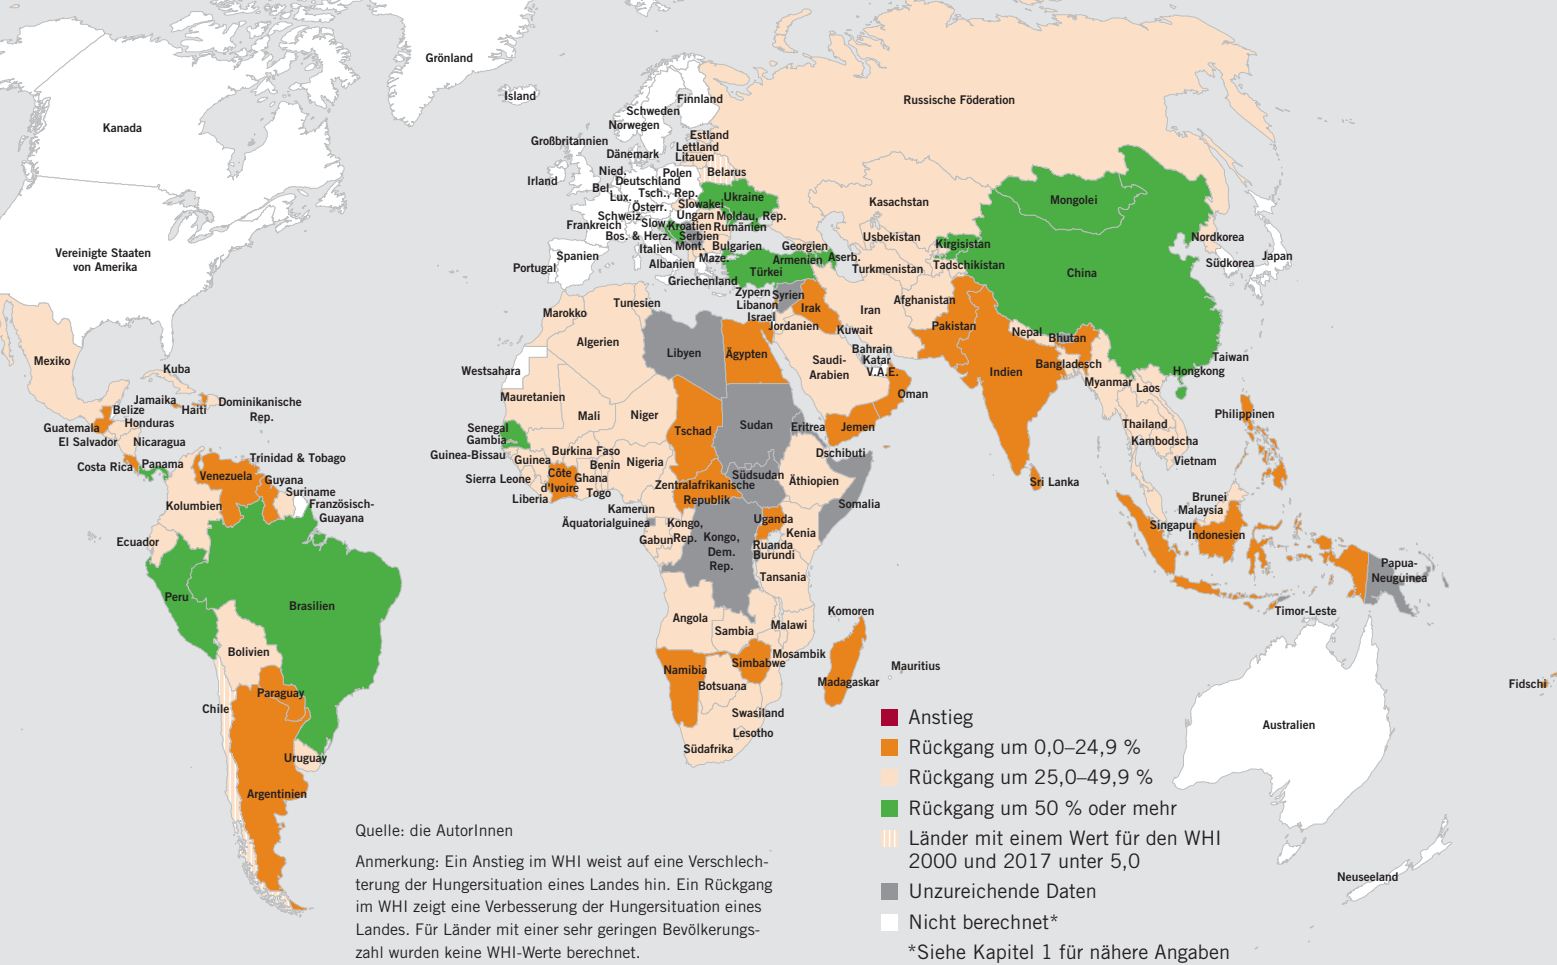 Grönland
Island
Kanada
Vereinigte Staaten
von Amerika
Mexiko
Kuba
Jamaika
Haiti
Dominikanische
Rep.
Belize
Honduras
Guatemala
El Salvador
Nicaragua
Costa Rica
Panama
Trinidad & Tobago
Venezuela
Guyana
Suriname
Französisch-
Guayana
Kolumbien
Ecuador
Peru
Brasilien
Bolivien
Paraguay
Chile
Uruguay
Argentinien
Finnland
Schweden
Norwegen
Großbritannien
Estland
Lettland
Litauen
Dänemark
Belarus
Irland
Nied.
Polen
Deutschland
Bel.
Lux.
Tsch., Rep.
Ukraine
Österr.
Slowakei
Schweiz
Ungarn
Moldau, Rep.
Frankreich
Slow.
Kroatien
Rumänien
Bos. & Herz.
Serbien
Italien
Mont.
Bulgarien
Spanien
Albanien
Maze.
Portugal
Griechenland
Georgien
Armenien
Aserb.
Türkei
Zypern
Syrien
Libanon
Israel
Irak
Jordanien
Kuwait
Iran
Bahrain
Katar
V.A.E.
Saudi-
Arabien
Oman
Jemen
Russische Föderation
Kasachstan
Usbekistan
Kirgisistan
Tadschikistan
Turkmenistan
Afghanistan
Pakistan
Mongolei
China
Nordkorea
Südkorea
Japan
Nepal
Bhutan
Indien
Bangladesch
Myanmar
Laos
Taiwan
Hongkong
Thailand
Kambodscha
Vietnam
Philippinen
Sri Lanka
Brunei
Malaysia
Singapur
Indonesien
Papua-
Neuguinea
Timor-Leste
Australien
Neuseeland
Fidschi
Tunesien
Marokko
Algerien
Libyen
Ägypten
Westsahara
Mauretanien
Mali
Niger
Tschad
Sudan
Eritrea
Dschibuti
Senegal
Gambia
Guinea-Bissau
Guinea
Burkina Faso
Benin
Nigeria
Sierra Leone
Côte
d'Ivoire
Ghana
Togo
Liberia
Südsudan
Äthiopien
Zentralafrikanische
Republik
Somalia
Kamerun
Äquatorialguinea
Gabun
Kongo,
Rep.
Kongo,
Dem.
Rep.
Uganda
Kenia
Ruanda
Burundi
Tansania
Komoren
Angola
Sambia
Malawi
Mosambik
Simbabwe
Namibia
Botsuana
Madagaskar
Mauritius
Swasiland
Lesotho
Südafrika
Anstieg
Rückgang um 0,0–24,9 %
Rückgang um 25,0–49,9 %
Rückgang um 50 % oder mehr
Länder mit einem Wert für den WHI
2000 und 2017 unter 5,0
Unzureichende Daten
Nicht berechnet*
*Siehe Kapitel 1 für nähere Angaben
Quelle: die AutorInnen
Anmerkung: Ein Anstieg im WHI weist auf eine Verschlech-
terung der Hungersituation eines Landes hin. Ein Rückgang
im WHI zeigt eine Verbesserung der Hungersituation eines
Landes. Für Länder mit einer sehr geringen Bevölkerungs-
zahl wurden keine WHI-Werte berechnet.